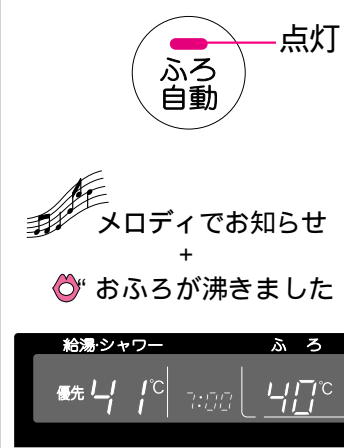 点灯
ふろ
自動
メロディでお知らせ
+
“おふろが沸きました
給湯・シャワー ふろ
優先 41℃ 7:00 40℃